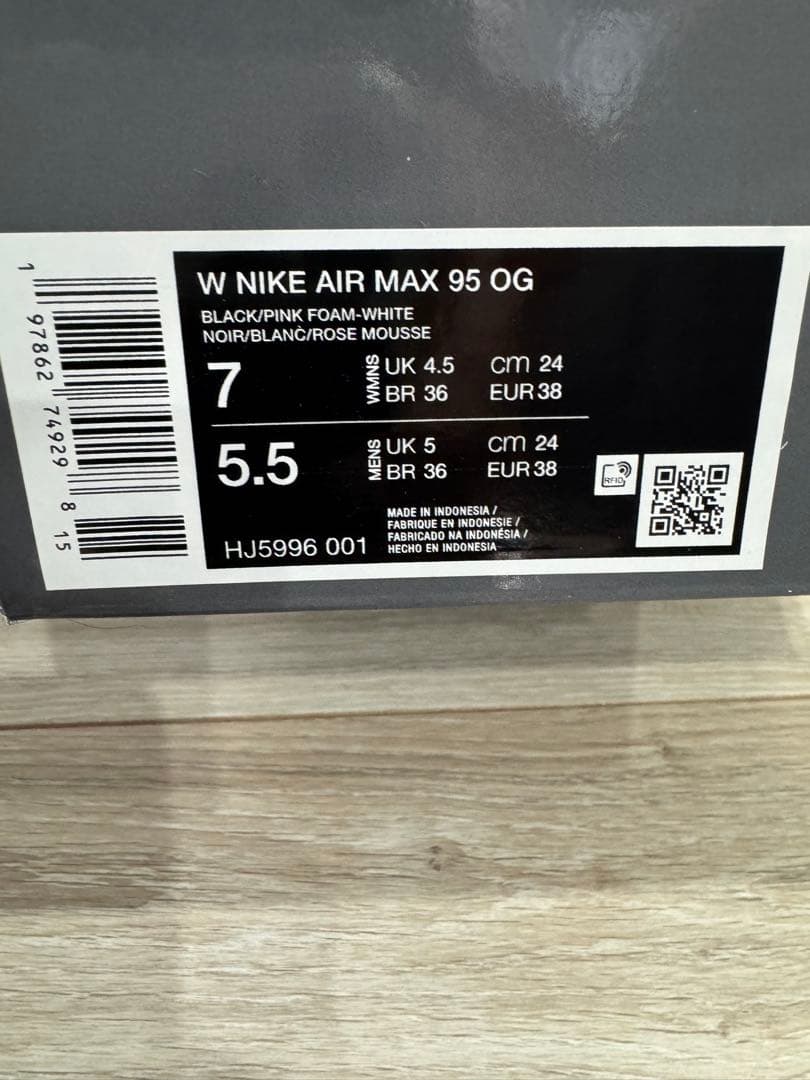 W NIKE AIR MAX 95 OG
BLACK/PINK FOAM-WHITE
NOIR/BLANC/ROSE MOUSSE
7
WMNS
UK 4.5 cm 24
BR 36 EUR 38
5.5
MENS
UK 5 cm 24
BR 36 EUR 38
RFID
HJ5996 001
MADE IN INDONESIA /
FABRIQUE EN INDONESIE /
FABRICADO NA INDONÉSIA /
HECHO EN INDONESIA
1 97862 74929 8 15